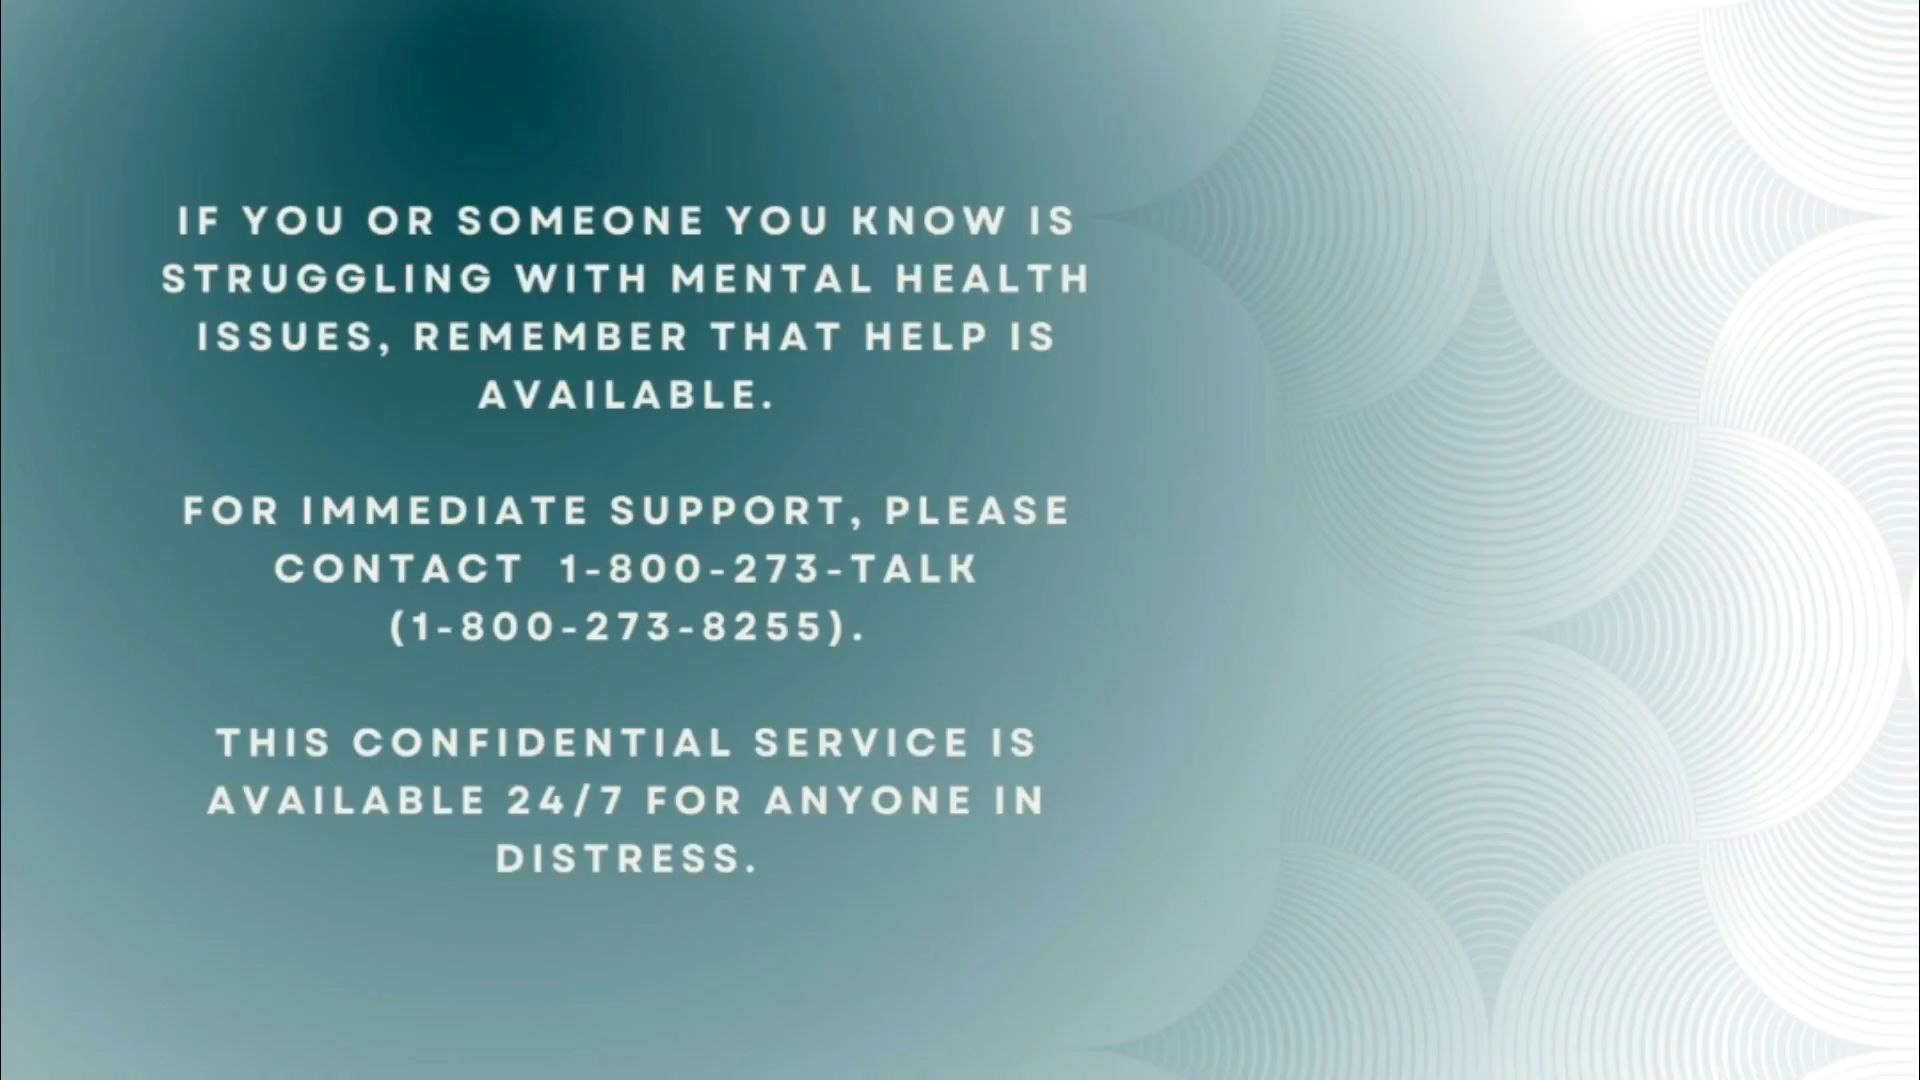 IF YOU OR SOMEONE YOU KNOW IS
STRUGGLING WITH MENTAL HEALTH
ISSUES, REMEMBER THAT HELP IS
AVAILABLE.
FOR IMMEDIATE SUPPORT, PLEASE
CONTACT 1-800-273-TALK
(1-800-273-8255).
THIS CONFIDENTIAL SERVICE IS
AVAILABLE 24/7 FOR ANYONE IN
DISTRESS.